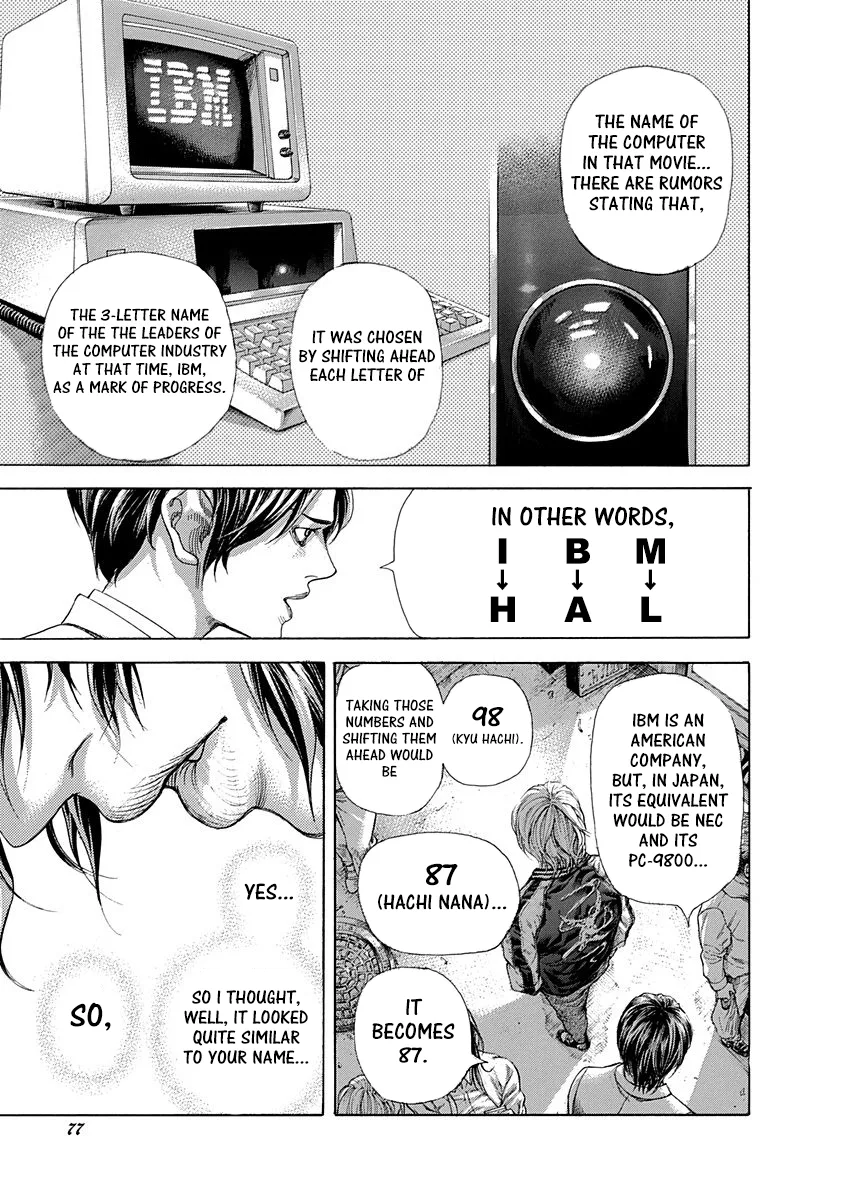 THE NAME OF
THE COMPUTER
IN THAT MOVIE...
THERE ARE RUMORS
STATING THAT,
IBM
IT WAS CHOSEN
BY SHIFTING AHEAD
EACH LETTER OF
THE 3-LETTER NAME
OF THE THE LEADERS OF
THE COMPUTER INDUSTRY
AT THAT TIME, IBM,
AS A MARK OF PROGRESS.
IN OTHER WORDS,
I B M
↓ ↓ ↓
H A L
IBM IS AN
AMERICAN
COMPANY,
BUT, IN JAPAN,
ITS EQUIVALENT
WOULD BE NEC
AND ITS
PC-9800...
98
(KYU HACHI).
TAKING THOSE
NUMBERS AND
SHIFTING THEM
AHEAD WOULD
BE
87
(HACHI NANA)...
IT
BECOMES
87.
YES...
SO I THOUGHT,
WELL, IT LOOKED
QUITE SIMILAR
TO YOUR NAME...
SO,
77